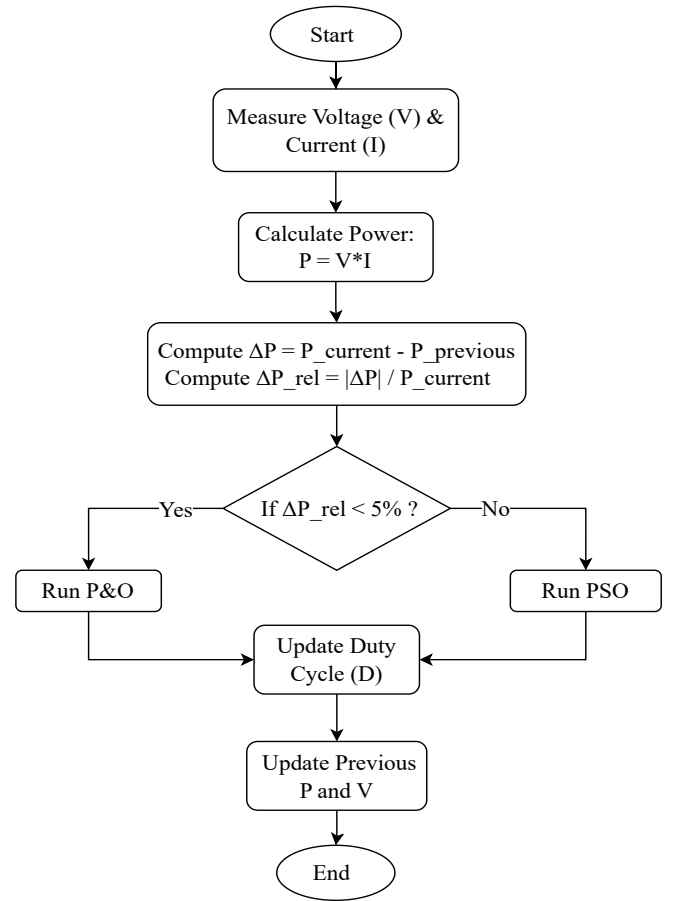 Start
Measure Voltage (V) &
Current (I)
Calculate Power:
P = V*I
Compute ΔP = P_current - P_previous
Compute ΔP_rel = |ΔP| / P_current
If ΔP_rel < 5% ?
Yes
No
Run P&O
Run PSO
Update Duty
Cycle (D)
Update Previous
P and V
End